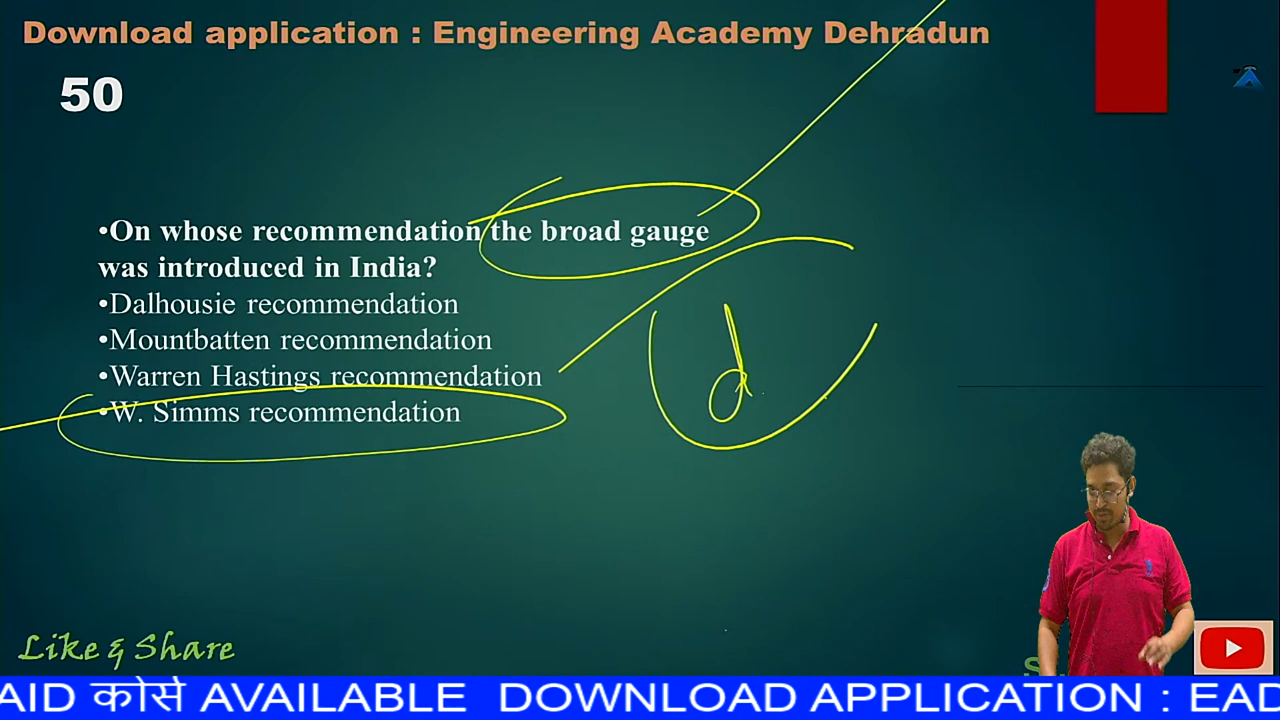 Download application : Engineering Academy Dehradun
50
•On whose recommendation the broad gauge
was introduced in India?
•Dalhousie recommendation
•Mountbatten recommendation
•Warren Hastings recommendation
•W. Simms recommendation
d
Like & Share
S
AID कोर्स AVAILABLE DOWNLOAD APPLICATION : EAD